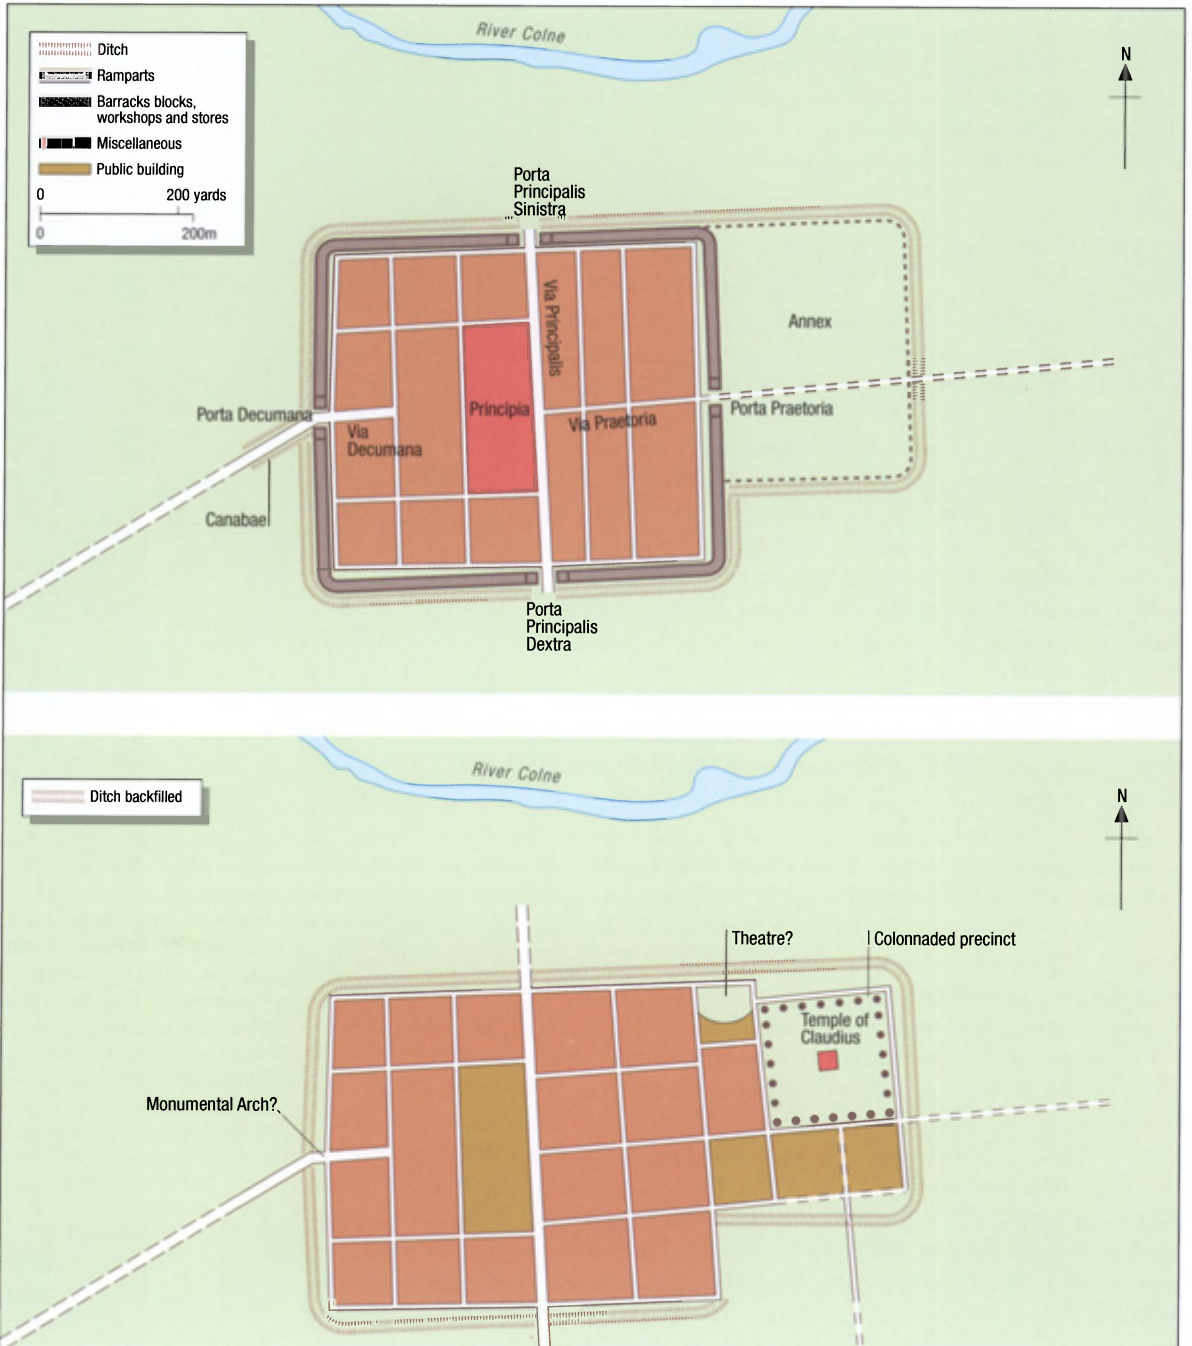 River Colne
N
Ditch
Ramparts
Barracks blocks,
workshops and stores
Miscellaneous
Public building
0 200 yards
0 200m
Porta
Principalis
Sinistra
Via Principalis
Annex
Porta Decumana
Principia
Via Praetoria
Porta Praetoria
Via
Decumana
Canabae
Porta
Principalis
Dextra
River Colne
Ditch backfilled
N
Theatre?
Colonnaded precinct
Temple of
Claudius
Monumental Arch?